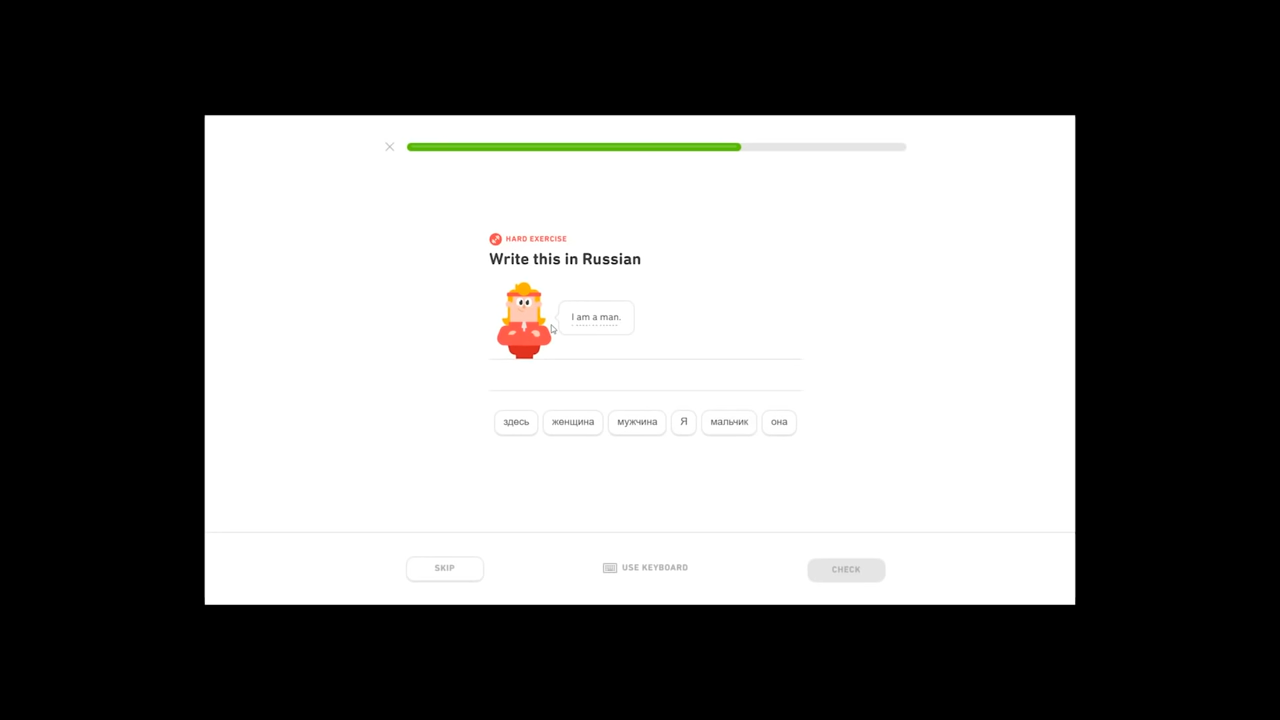 HARD EXERCISE
Write this in Russian
I am a man.
здесь женщина мужчина Я мальчик она
SKIP USE KEYBOARD CHECK